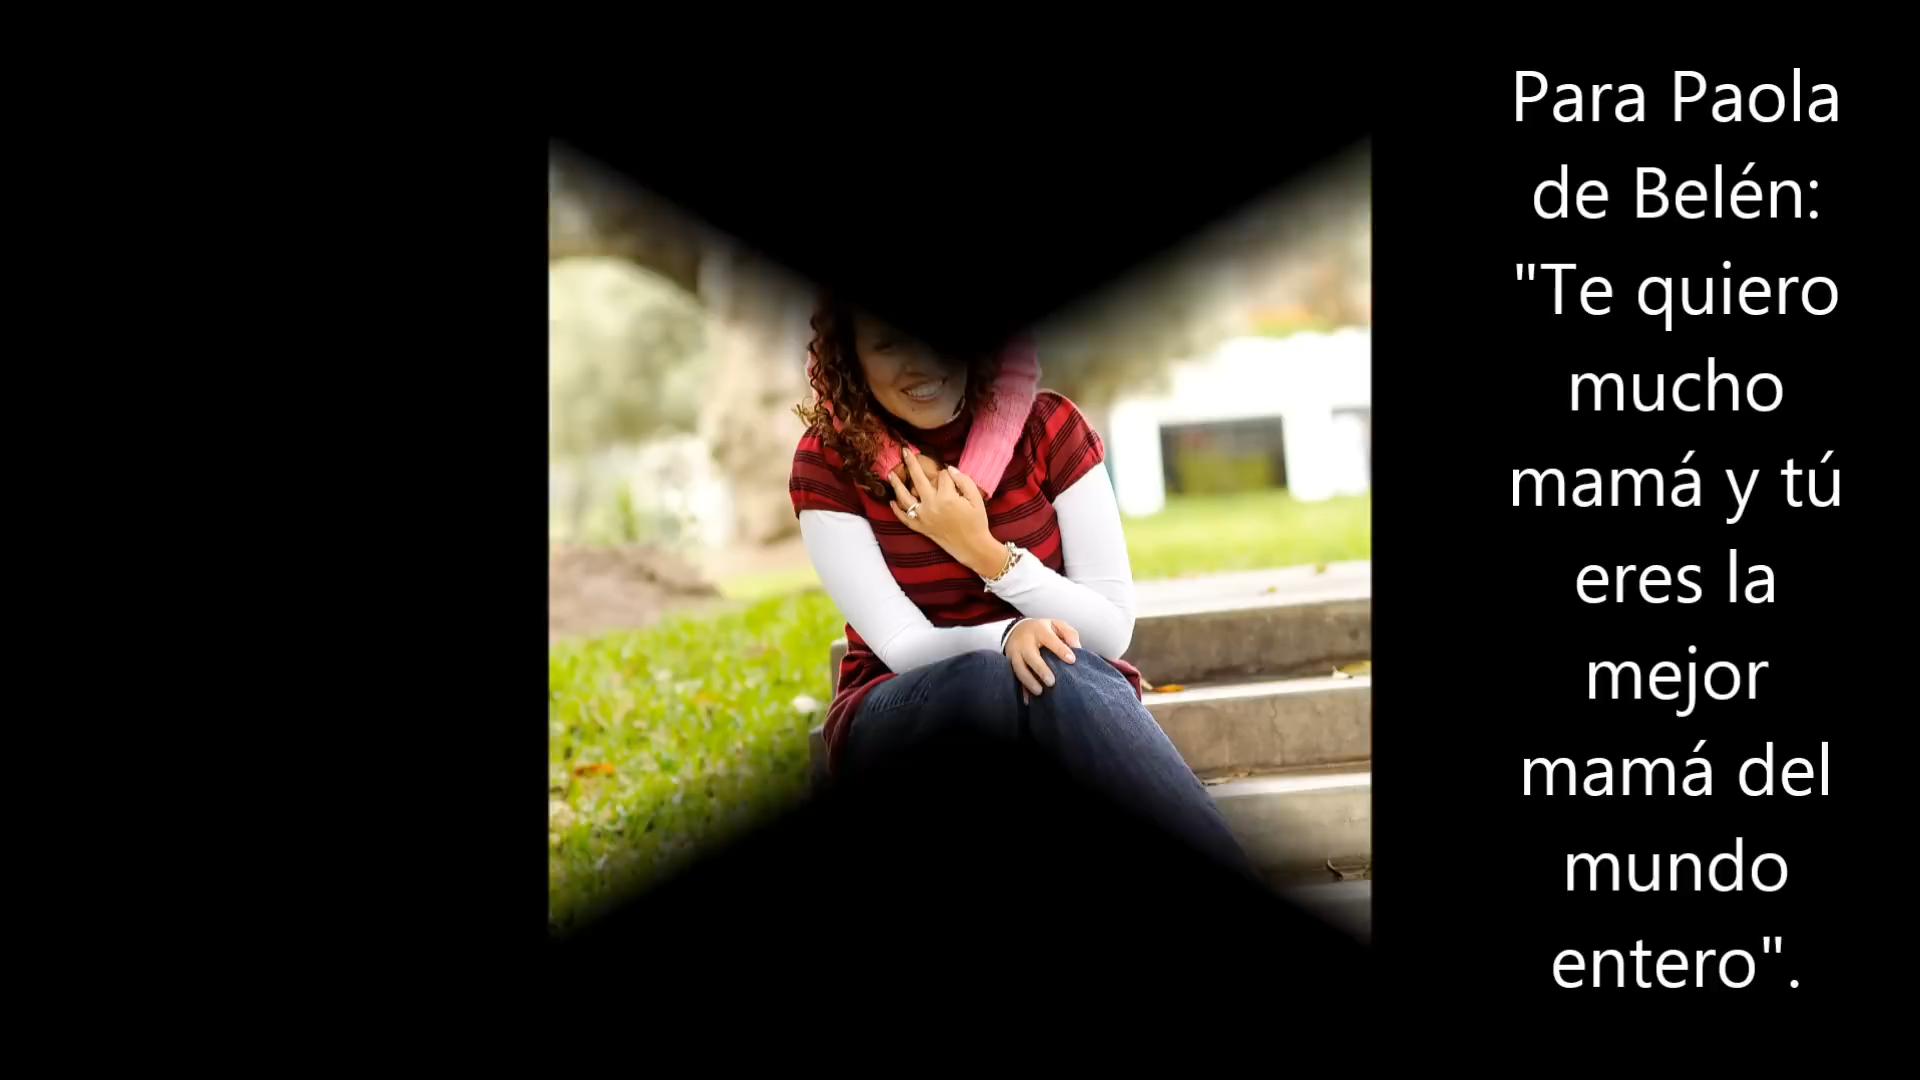 Para Paola
de Belén:
"Te quiero
mucho
mamá y tú
eres la
mejor
mamá del
mundo
entero".